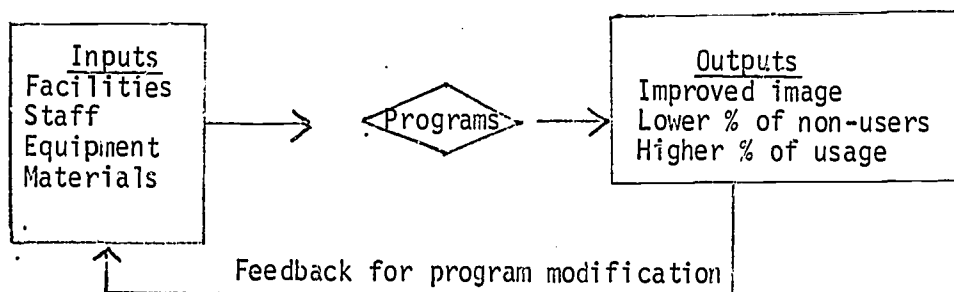 Inputs
Facilities
Staff
Equipment
Materials
Programs
Outputs
Improved image
Lower % of non-users
Higher % of usage
Feedback for program modification